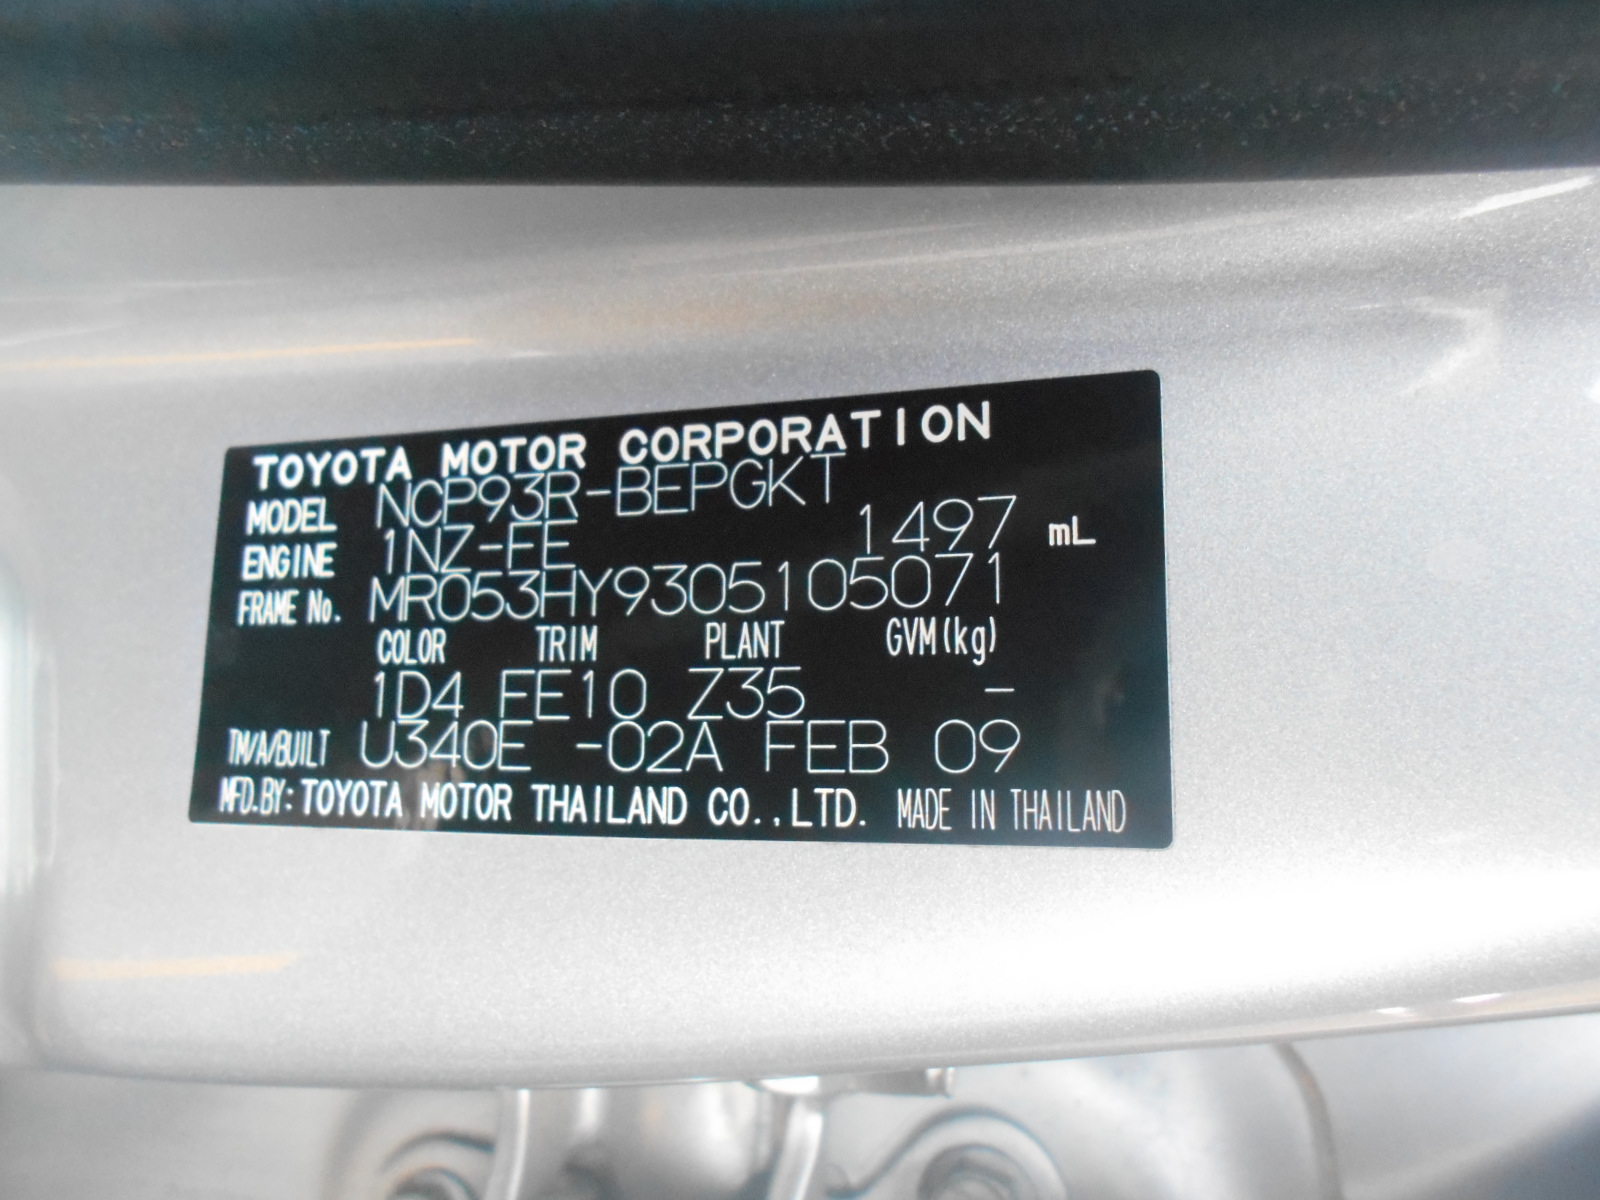 TOYOTA MOTOR CORPORATION
MODEL NCP93R-BEPGKT
ENGINE 1NZ-FE 1497 mL
FRAME No. MR053HY9305105071
COLOR TRIM PLANT GVM(kg)
1D4 FE10 Z35 -
TM/A/BUILT U340E -02A FEB 09
MFD.BY: TOYOTA MOTOR THAILAND CO.,LTD. MADE IN THAILAND